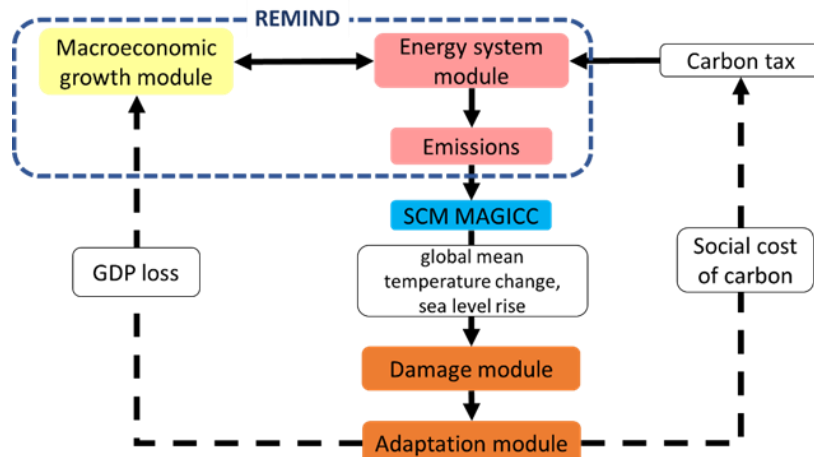 REMIND
Macroeconomic
growth module
Energy system
module
Carbon tax
Emissions
SCM MAGICC
global mean
temperature change,
sea level rise
GDP loss
Social cost
of carbon
Damage module
Adaptation module